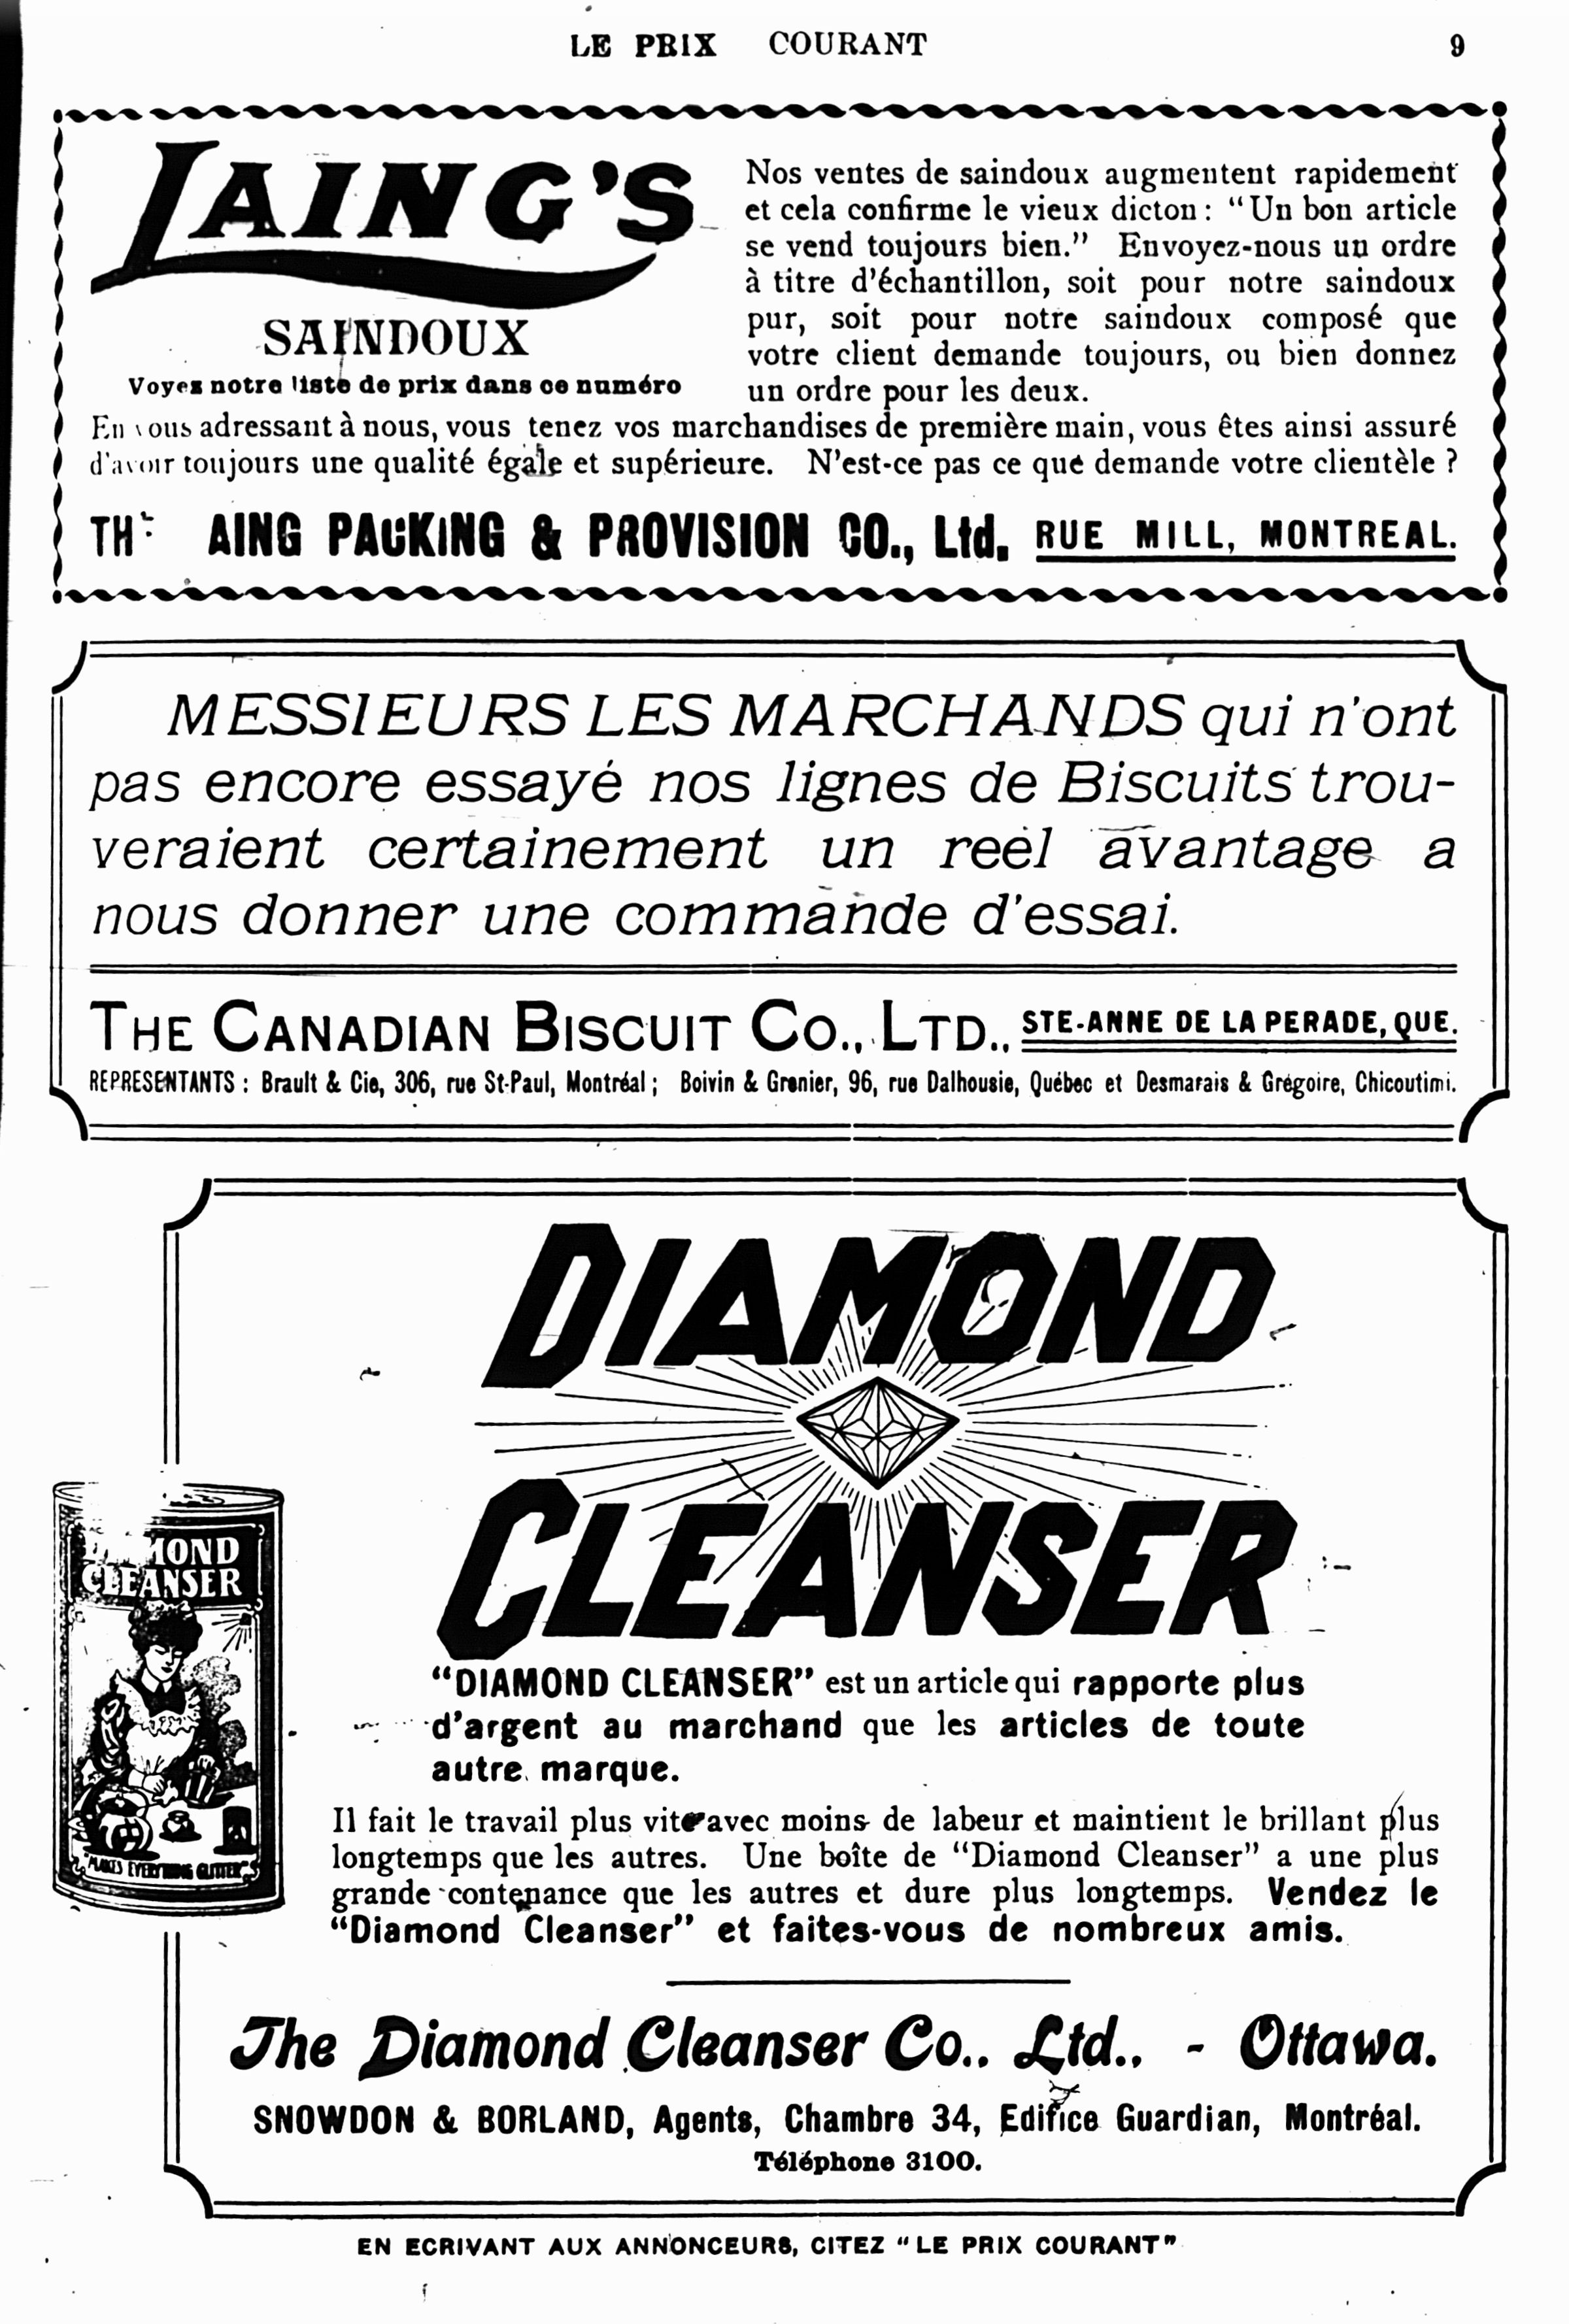 LE PRIX COURANT
9
LAING'S
SAINDOUX
Voyez notre liste de prix dans ce numéro
Nos ventes de saindoux augmentent rapidement
et cela confirme le vieux dicton : "Un bon article
se vend toujours bien." Envoyez-nous un ordre
à titre d'échantillon, soit pour notre saindoux
pur, soit pour notre saindoux composé que
votre client demande toujours, ou bien donnez
un ordre pour les deux.
En vous adressant à nous, vous tenez vos marchandises de première main, vous êtes ainsi assuré
d'avoir toujours une qualité égale et supérieure. N'est-ce pas ce que demande votre clientèle ?
TH AING PACKING & PROVISION CO., Ltd. RUE MILL, MONTREAL.
MESSIEURS LES MARCHANDS qui n'ont
pas encore essayé nos lignes de Biscuits trou-
veraient certainement un reel avantage a
nous donner une commande d'essai.
THE CANADIAN BISCUIT CO., LTD., STE-ANNE DE LA PERADE, QUE.
REPRESENTANTS : Brault & Cie, 306, rue St-Paul, Montréal ; Boivin & Grenier, 96, rue Dalhousie, Québec et Desmarais & Grégoire, Chicoutimi.
DIAMOND
CLEANSER
MOND
CLEANSER
"MAKES EVERYTHING GLITTER"
"DIAMOND CLEANSER" est un article qui rapporte plus
d'argent au marchand que les articles de toute
autre marque.
Il fait le travail plus vite avec moins de labeur et maintient le brillant plus
longtemps que les autres. Une boîte de "Diamond Cleanser" a une plus
grande contenance que les autres et dure plus longtemps. Vendez le
"Diamond Cleanser" et faites-vous de nombreux amis.
The Diamond Cleanser Co.. Ltd.. - Ottawa.
SNOWDON & BORLAND, Agents, Chambre 34, Edifice Guardian, Montréal.
Téléphone 3100.
EN ECRIVANT AUX ANNONCEURS, CITEZ "LE PRIX COURANT"